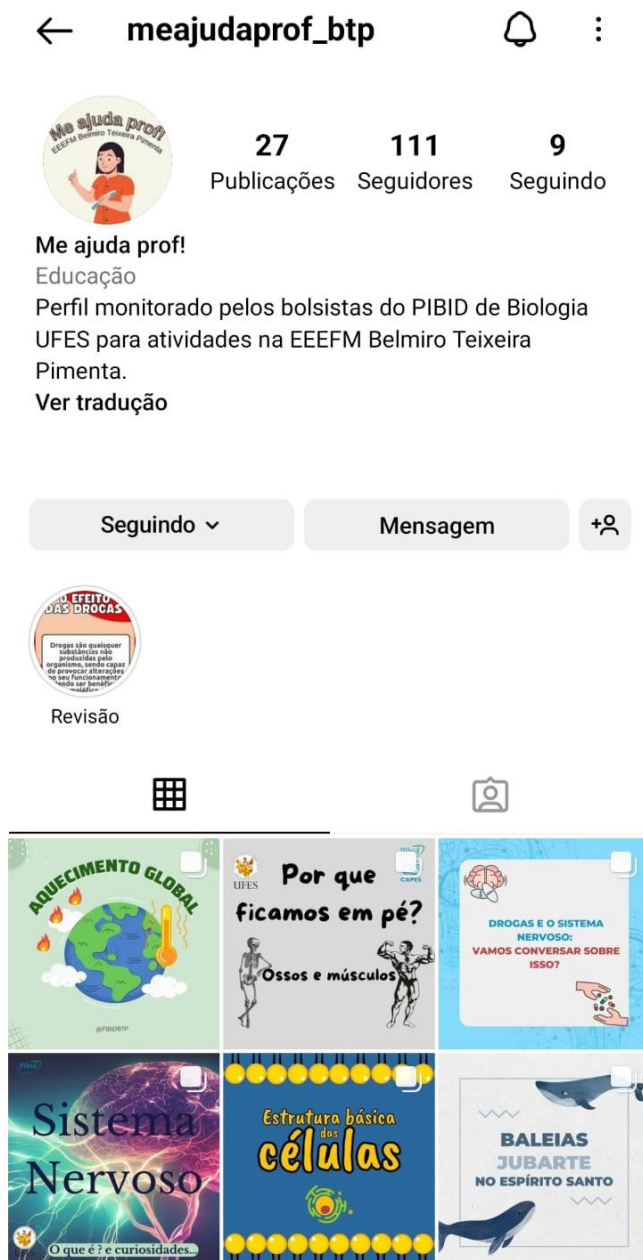 meajudaprof_btp
Me ajuda prof!
EEEFM Belmiro Teixeira Pimenta
27
Publicações
111
Seguidores
9
Seguindo
Me ajuda prof!
Educação
Perfil monitorado pelos bolsistas do PIBID de Biologia
UFES para atividades na EEEFM Belmiro Teixeira
Pimenta.
Ver tradução
Seguindo
Mensagem
O EFEITO
DAS DROGAS
Drogas são quaisquer
substâncias não
produzidas pelo
organismo, sendo capaz
de provocar alterações
no seu funcionamento
Revisão
AQUECIMENTO GLOBAL
@PIBIDBTP
UFES
CAPES
Por que
ficamos em pé?
Ossos e músculos
DROGAS E O SISTEMA
NERVOSO:
VAMOS CONVERSAR SOBRE
ISSO?
Pibid
Sistema
Nervoso
O que é ? e curiosidades...
Estrutura básica
das
células
BALEIAS
JUBARTE
NO ESPÍRITO SANTO